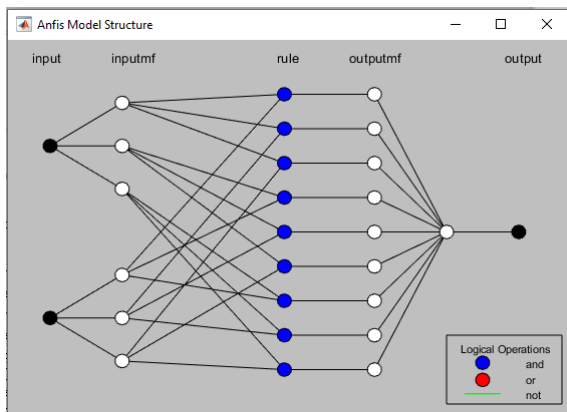 Anfis Model Structure
input inputmf rule outputmf output
Logical Operations
and
or
not